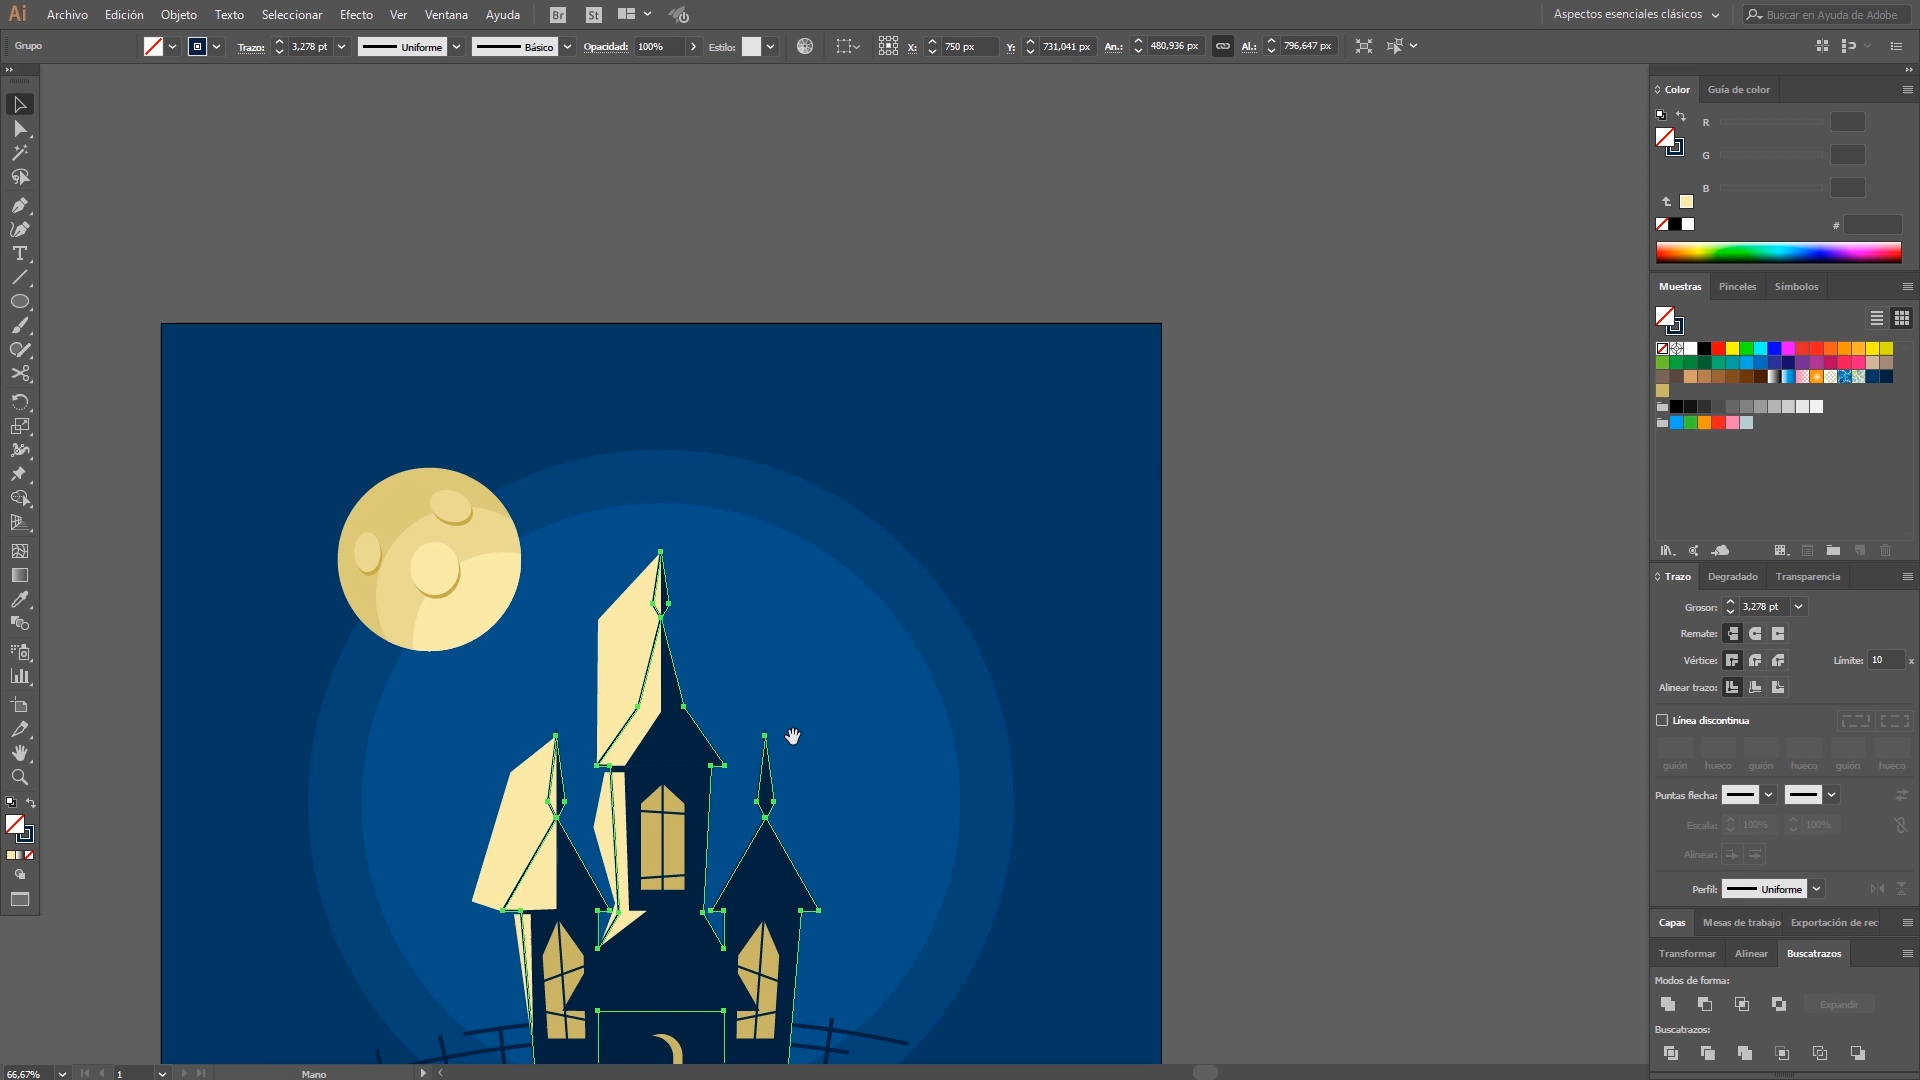 Ai Archivo Edición Objeto Texto Seleccionar Efecto Ver Ventana Ayuda Br St Aspectos esenciales clásicos Buscar en Ayuda de Adobe
Grupo Trazo: 3,278 pt Uniforme Básico Opacidad: 100% Estilo: X: 750 px Y: 731,041 px An.: 480,936 px Al.: 796,647 px
Color Guía de color
R
G
B
#
Muestras Pinceles Símbolos
Trazo Degradado Transparencia
Grosor: 3,278 pt
Remate:
Vértice: Límite: 10 x
Alinear trazo:
Línea discontinua
guión hueco guión hueco guión hueco
Puntas flecha:
Escala: 100% 100%
Alinear:
Perfil: Uniforme
Capas Mesas de trabajo Exportación de rec
Transformar Alinear Buscatrazos
Modos de forma:
Expandir
Buscatrazos:
66,67% 1 Mano